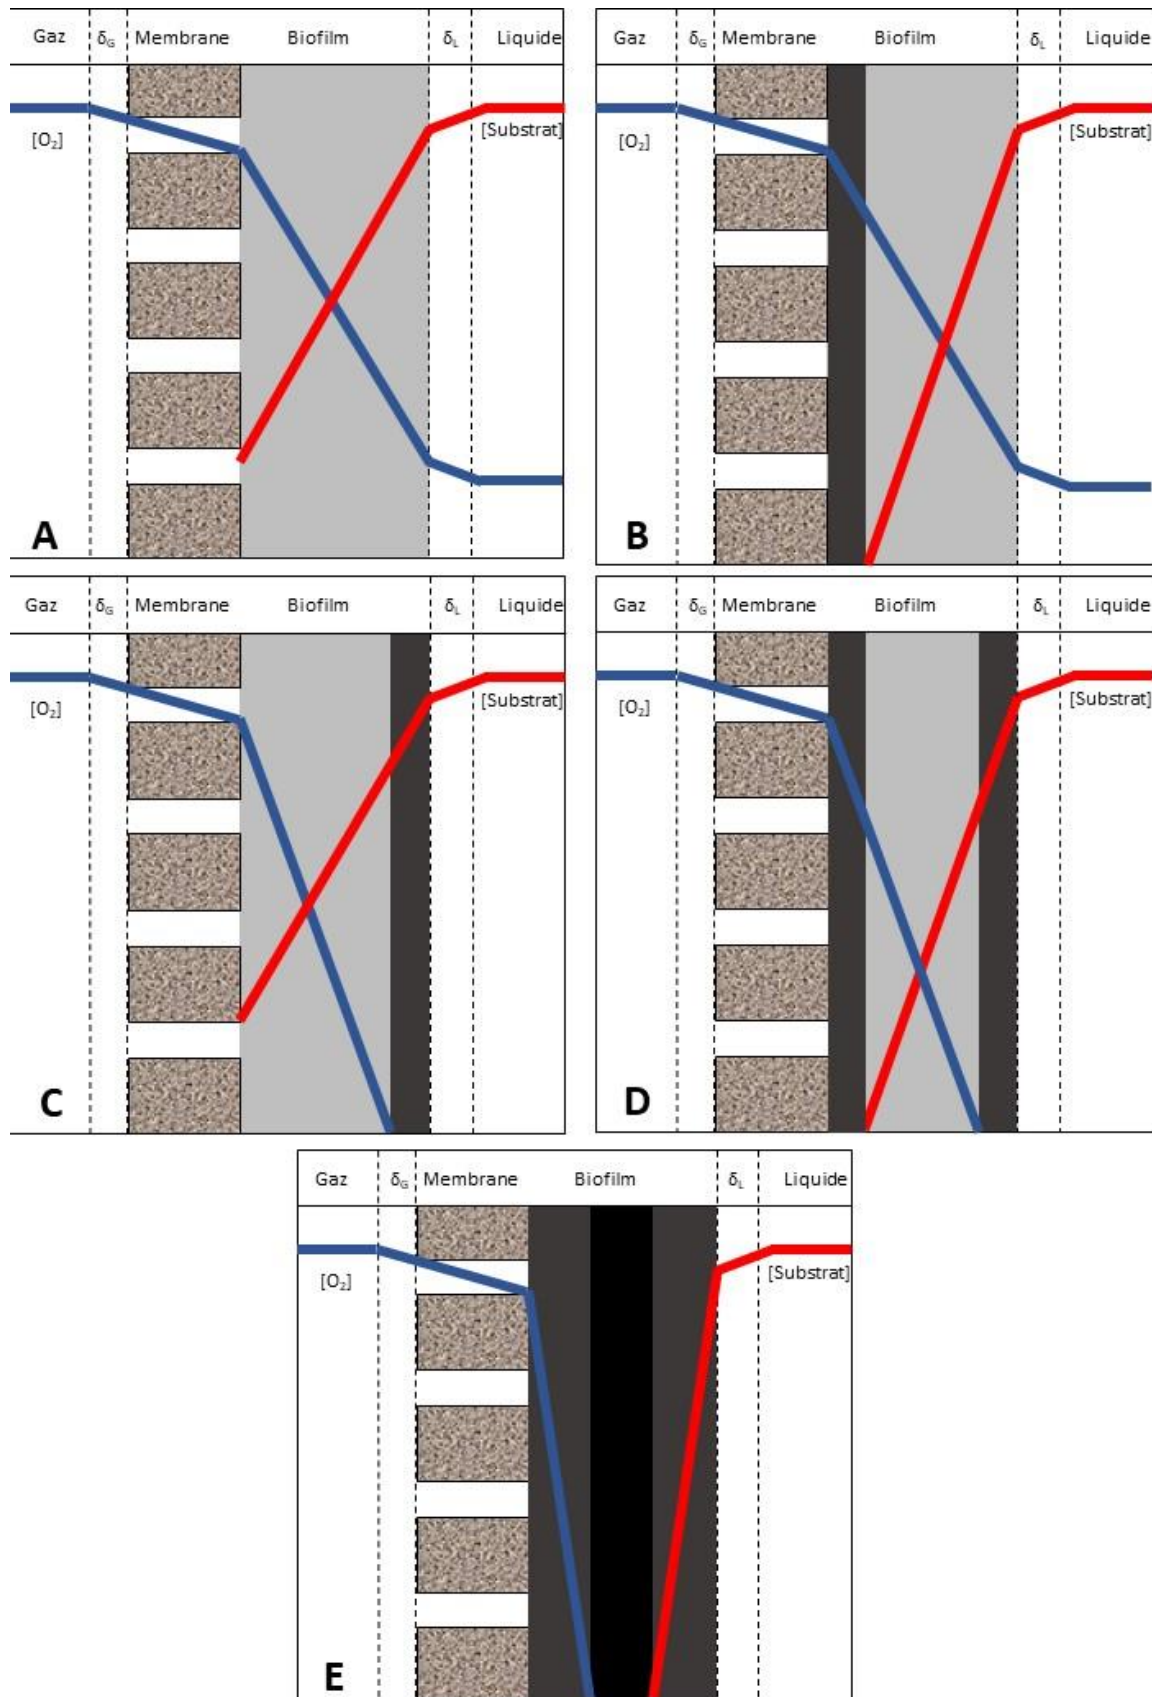 Gaz δG Membrane Biofilm δL Liquide
[O2] [Substrat]
A
Gaz δG Membrane Biofilm δL Liquide
[O2] [Substrat]
B
Gaz δG Membrane Biofilm δL Liquide
[O2] [Substrat]
C
Gaz δG Membrane Biofilm δL Liquide
[O2] [Substrat]
D
Gaz δG Membrane Biofilm δL Liquide
[O2] [Substrat]
E